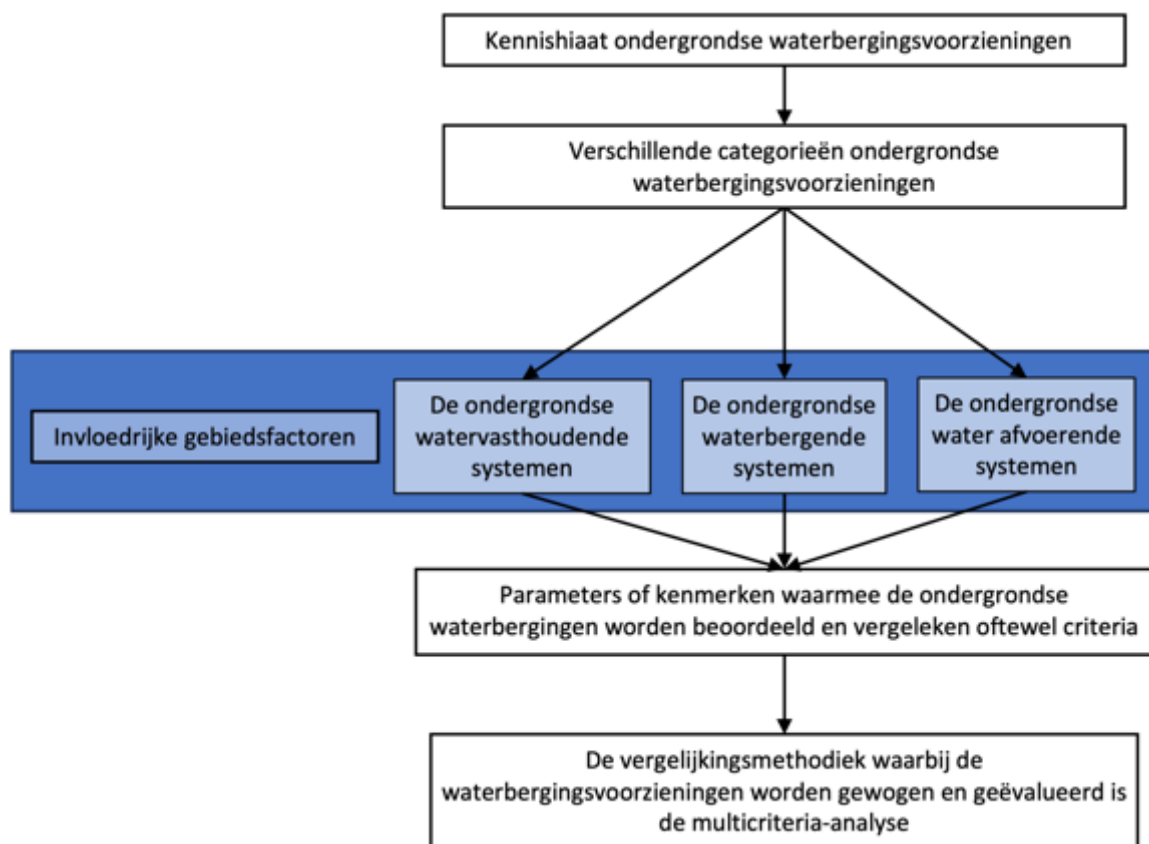 Kennishiaat ondergrondse waterbergingsvoorzieningen
Verschillende categorieën ondergrondse
waterbergingsvoorzieningen
Invloedrijke gebiedsfactoren
De ondergrondse
watervasthoudende
systemen
De ondergrondse
waterbergende
systemen
De ondergrondse
water afvoerende
systemen
Parameters of kenmerken waarmee de ondergrondse
waterbergingen worden beoordeeld en vergeleken oftewel criteria
De vergelijkingsmethodiek waarbij de
waterbergingsvoorzieningen worden gewogen en geëvalueerd is
de multicriteria-analyse